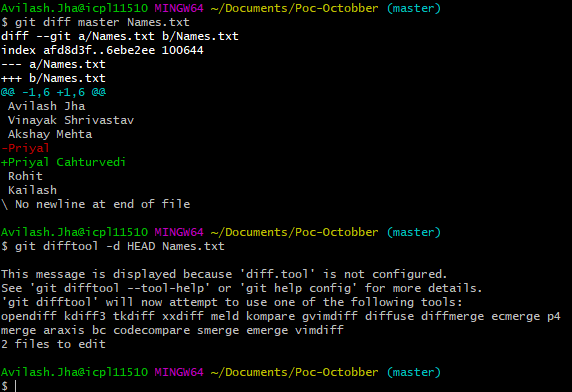 Avilash.Jha@icpl11510 MINGW64 ~/Documents/Poc-Octobber (master)
$ git diff master Names.txt
diff --git a/Names.txt b/Names.txt
index afd8d3f..6ebe2ee 100644
--- a/Names.txt
+++ b/Names.txt
@@ -1,6 +1,6 @@
 Avilash Jha
 Vinayak Shrivastav
 Akshay Mehta
-Priyal
+Priyal Cahturvedi
 Rohit
 Kailash
\ No newline at end of file
Avilash.Jha@icpl11510 MINGW64 ~/Documents/Poc-Octobber (master)
$ git difftool -d HEAD Names.txt
This message is displayed because 'diff.tool' is not configured.
See 'git difftool --tool-help' or 'git help config' for more details.
'git difftool' will now attempt to use one of the following tools:
opendiff kdiff3 tkdiff xxdiff meld kompare gvimdiff diffuse diffmerge ecmerge p4
merge araxis bc codecompare smerge emerge vimdiff
2 files to edit
Avilash.Jha@icpl11510 MINGW64 ~/Documents/Poc-Octobber (master)
$